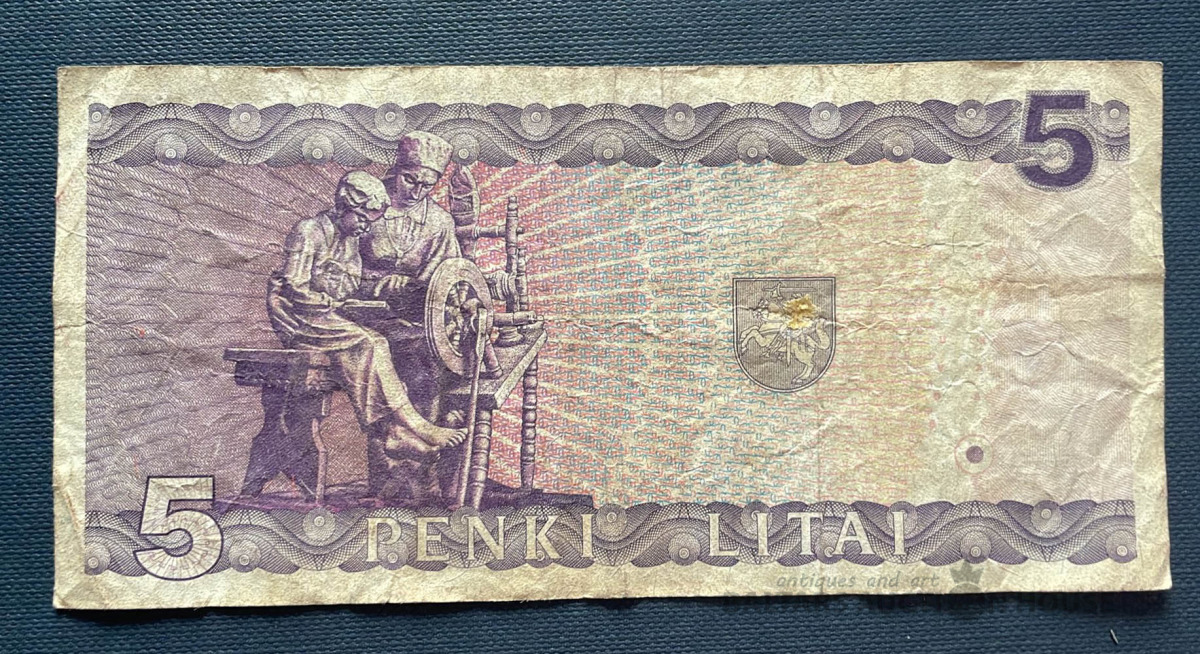 5
5
PENKI LITAI
antiques and art